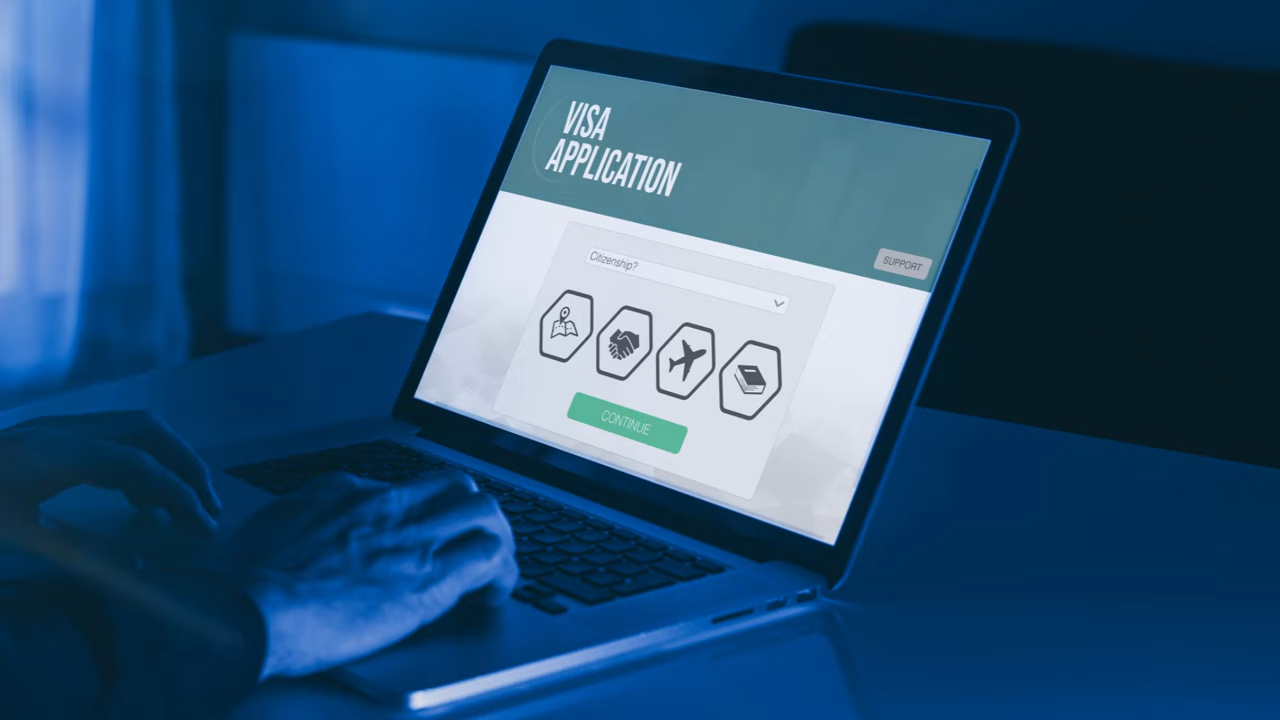 VISA
APPLICATION
SUPPORT
Citizenship?
CONTINUE